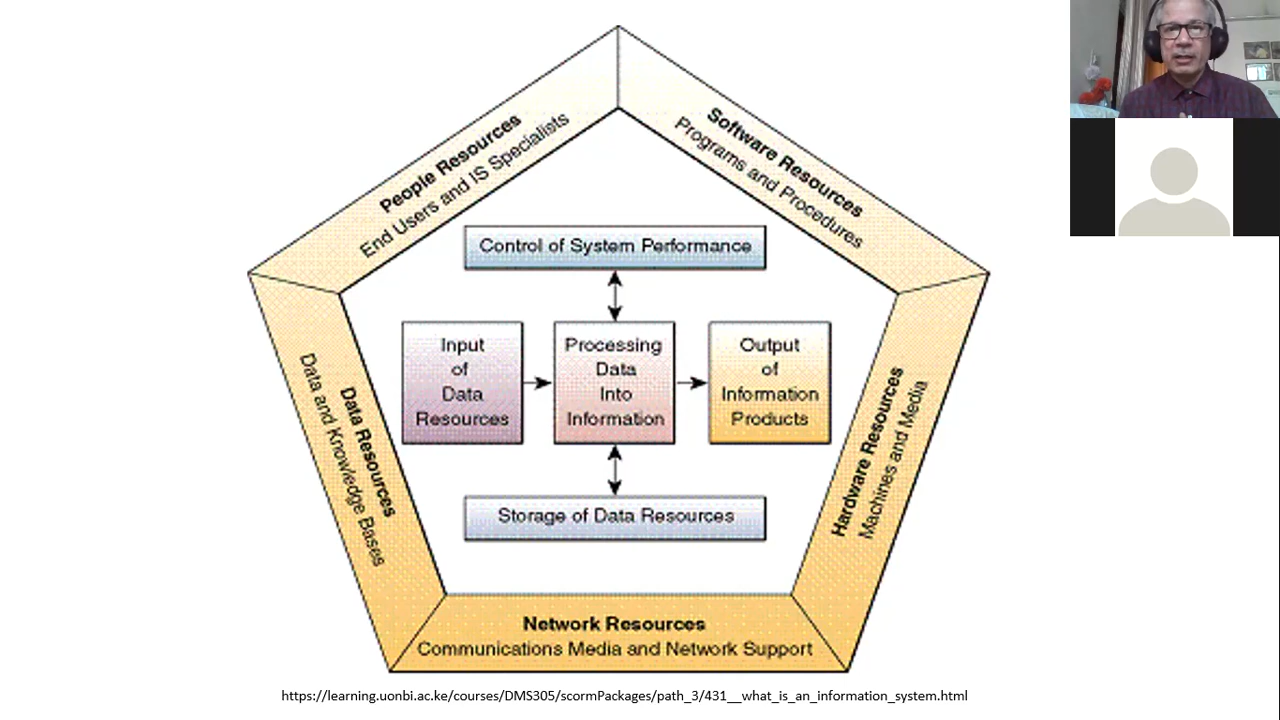 People Resources
End Users and IS Specialists
Software Resources
Programs and Procedures
Control of System Performance
Input
of
Data
Resources
Processing
Data
Into
Information
Output
of
Information
Products
Data Resources
Data and Knowledge Bases
Hardware Resources
Machines and Media
Storage of Data Resources
Network Resources
Communications Media and Network Support
https://learning.uonbi.ac.ke/courses/DMS305/scormPackages/path_3/431__what_is_an_information_system.html